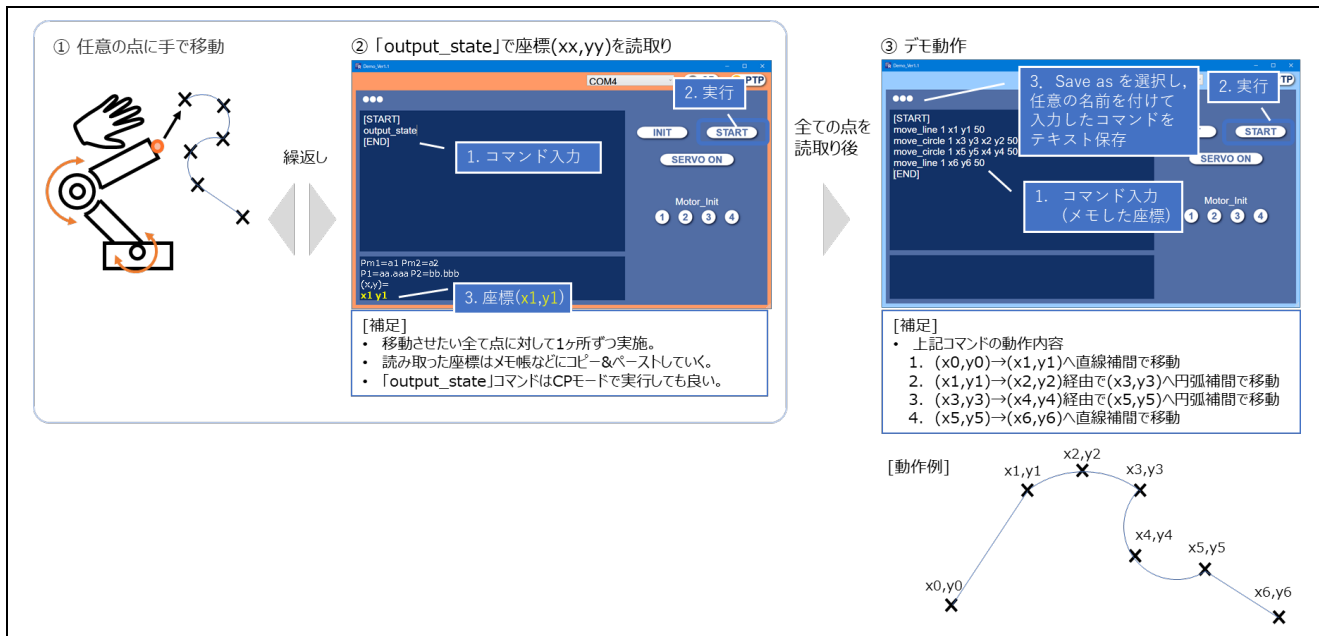 ① 任意の点に手で移動
繰返し
② 「output_state」で座標(xx,yy)を読取り
Demo_Ver1.1
COM4
PTP
2. 実行
[START]
output_state
[END]
1. コマンド入力
INIT
START
SERVO ON
Motor_Init
1 2 3 4
Pm1=a1 Pm2=a2
P1=aa.aaa P2=bb.bbb
(x,y)=
x1 y1
3. 座標(x1,y1)
[補足]
• 移動させたい全て点に対して1ヶ所ずつ実施。
• 読み取った座標はメモ帳などにコピー&ペーストしていく。
• 「output_state」コマンドはCPモードで実行しても良い。
全ての点を
読取り後
③ デモ動作
Demo_Ver1.1
PTP
3. Save as を選択し,
任意の名前を付けて
入力したコマンドを
テキスト保存
2. 実行
[START]
move_line 1 x1 y1 50
move_circle 1 x3 y3 x2 y2 50
move_circle 1 x5 y5 x4 y4 50
move_line 1 x6 y6 50
[END]
START
SERVO ON
1. コマンド入力
(メモした座標)
Motor_Init
1 2 3 4
[補足]
• 上記コマンドの動作内容
1. (x0,y0)→(x1,y1)へ直線補間で移動
2. (x1,y1)→(x2,y2)経由で(x3,y3)へ円弧補間で移動
3. (x3,y3)→(x4,y4)経由で(x5,y5)へ円弧補間で移動
4. (x5,y5)→(x6,y6)へ直線補間で移動
[動作例]
x2,y2
x1,y1
x3,y3
x4,y4
x5,y5
x0,y0
x6,y6